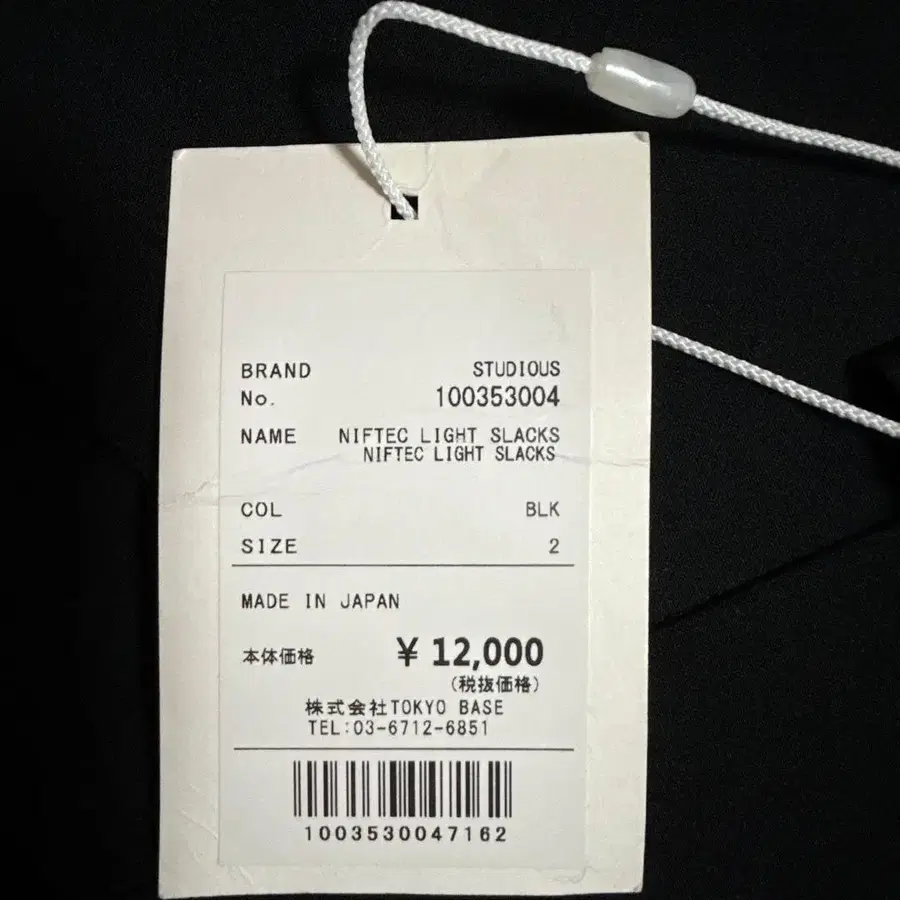 BRAND STUDIOUS
No. 100353004
NAME NIFTEC LIGHT SLACKS
NIFTEC LIGHT SLACKS
COL BLK
SIZE 2
MADE IN JAPAN
本体価格 ¥ 12,000
(税抜価格)
株式会社TOKYO BASE
TEL:03-6712-6851
1003530047162